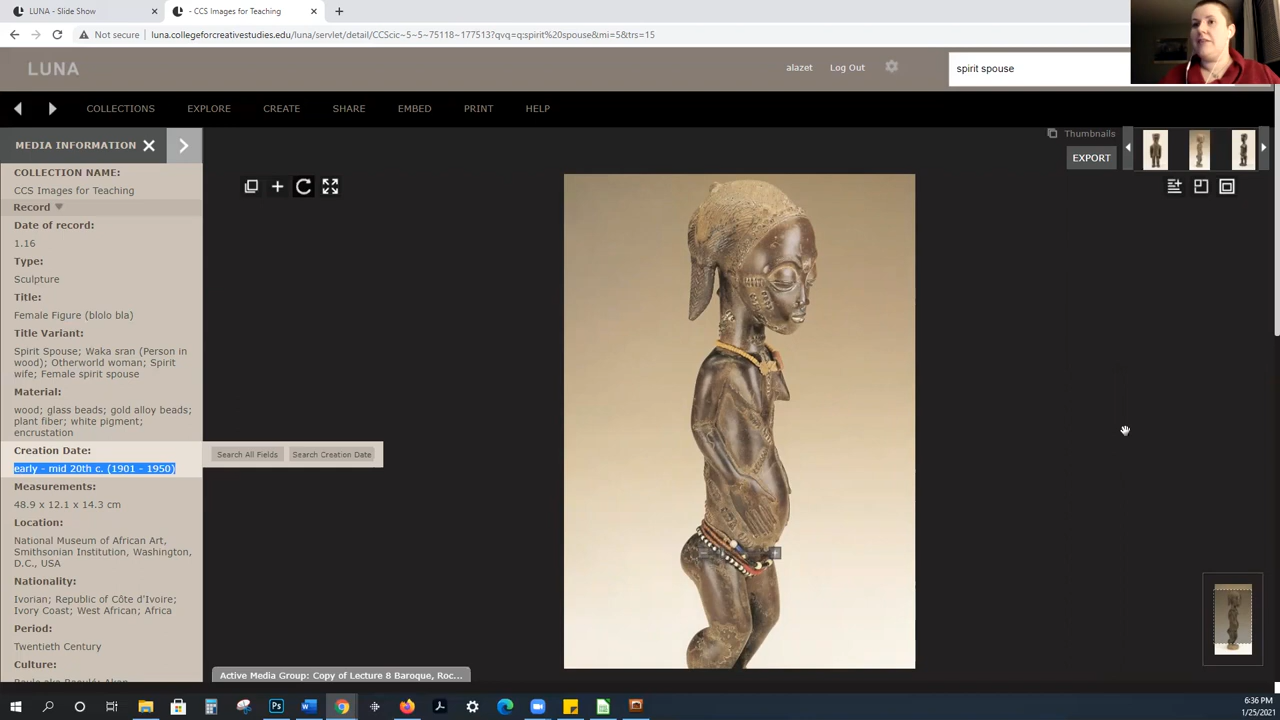 LUNA - Slide Show
- CCS Images for Teaching
Not secure
luna.collegeforcreativestudies.edu/luna/servlet/detail/CCScic~5~5~75118~177513?qvq=q:spirit%20spouse&mi=5&trs=15
LUNA
alazet
Log Out
spirit spouse
COLLECTIONS
EXPLORE
CREATE
SHARE
EMBED
PRINT
HELP
MEDIA INFORMATION
Thumbnails
EXPORT
COLLECTION NAME:
CCS Images for Teaching
Record
Date of record:
1.16
Type:
Sculpture
Title:
Female Figure (blolo bla)
Title Variant:
Spirit Spouse; Waka sran (Person in
wood); Otherworld woman; Spirit
wife; Female spirit spouse
Material:
wood; glass beads; gold alloy beads;
plant fiber; white pigment;
encrustation
Creation Date:
early - mid 20th c. (1901 - 1950)
Search All Fields
Search Creation Date
Measurements:
48.9 x 12.1 x 14.3 cm
Location:
National Museum of African Art,
Smithsonian Institution, Washington,
D.C., USA
Nationality:
Ivorian; Republic of Côte d'Ivoire;
Ivory Coast; West African; Africa
Period:
Twentieth Century
Culture:
Active Media Group: Copy of Lecture 8 Baroque, Roc...
6:36 PM
1/25/2021